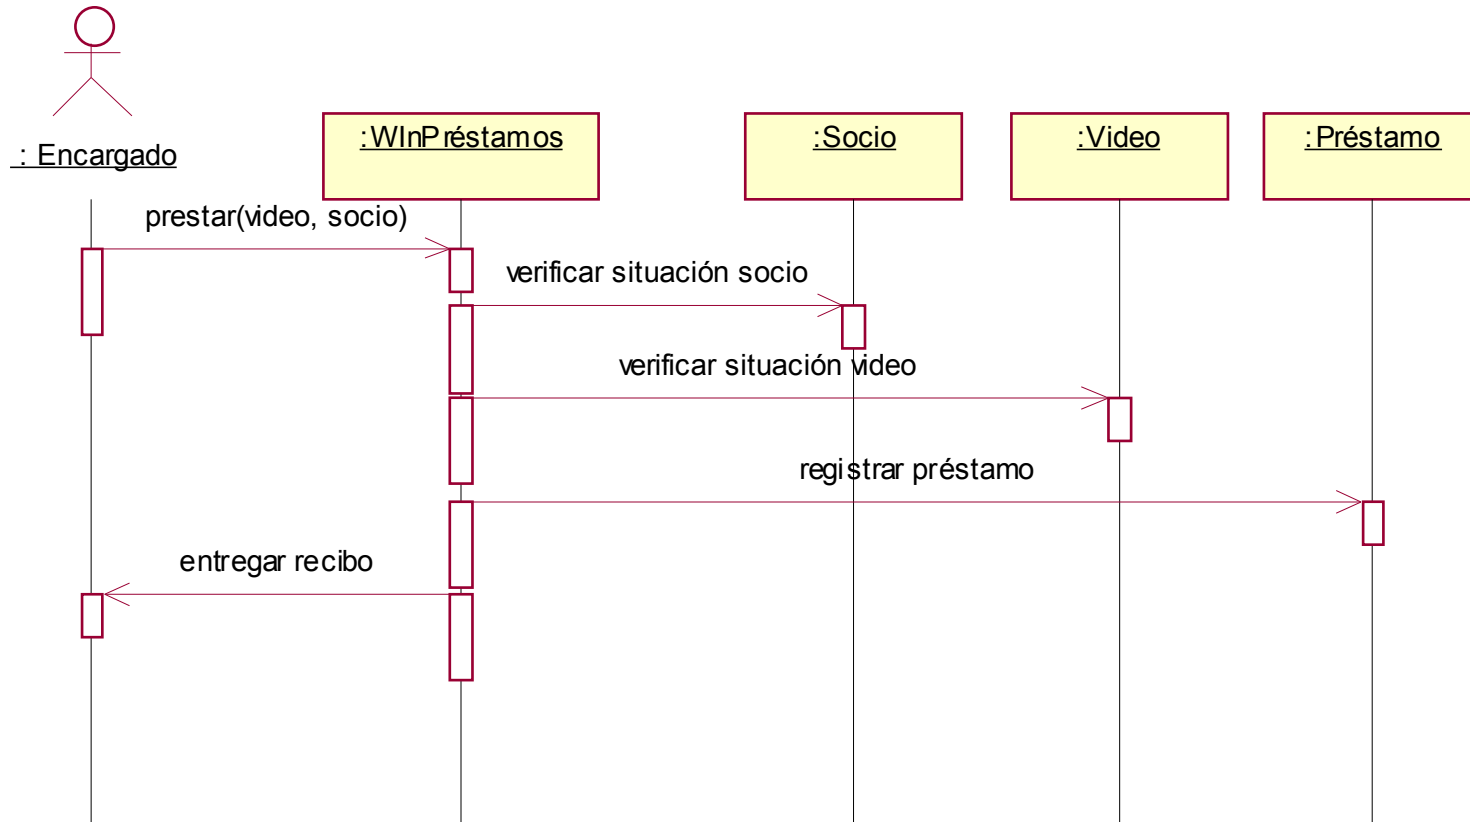 : Encargado
:WInPréstamos
:Socio
:Video
:Préstamo
prestar(video, socio)
verificar situación socio
verificar situación video
registrar préstamo
entregar recibo